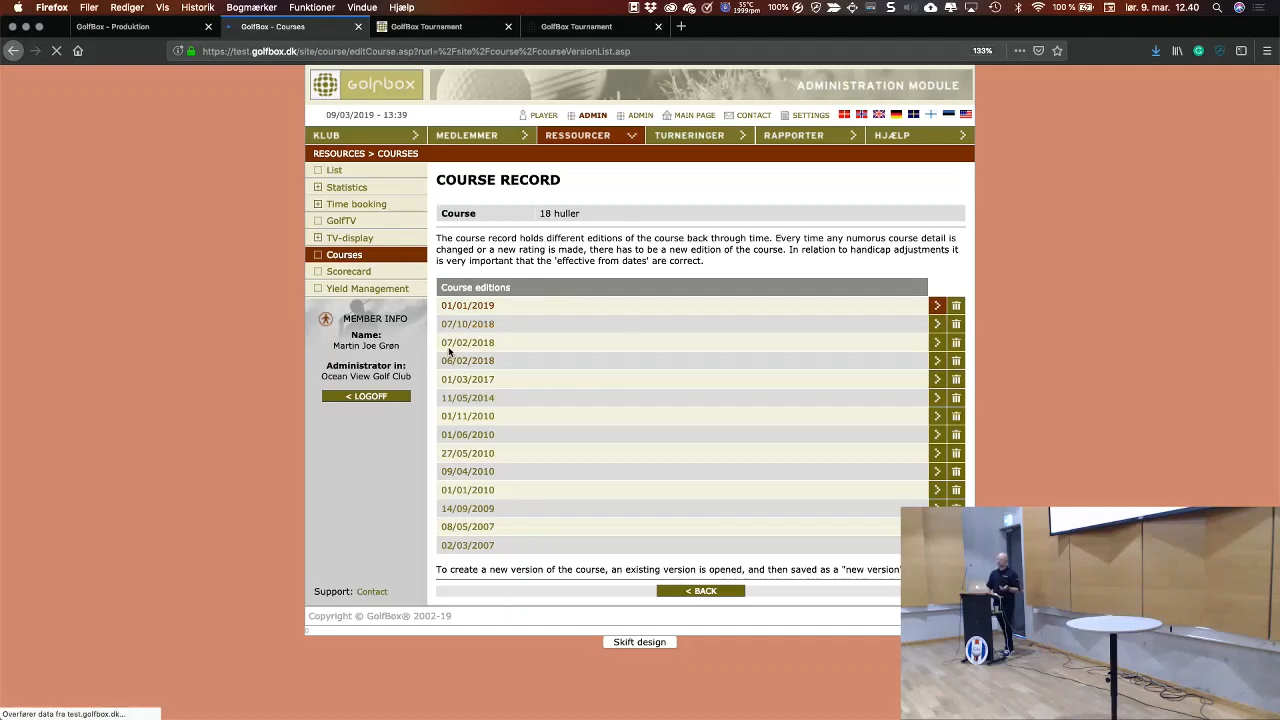 Firefox Arkiv Rediger Vis Historik Bogmærker Funktioner Vindue Hjælp
1999rpm 100% 100% lør. 9. mar. 12.40
GolfBox - Produktion
GolfBox - Courses
GolfBox Tournament
GolfBox Tournament
https://test.golfbox.dk/site/course/editCourse.asp?rurl=%2Fsite%2Fcourse%2FcourseVersionList.asp
133%
GOLFBOX
ADMINISTRATION MODULE
09/03/2019 - 13:39
PLAYER ADMIN ADMIN MAIN PAGE CONTACT SETTINGS
KLUB MEDLEMMER RESSOURCER TURNERINGER RAPPORTER HJÆLP
RESOURCES > COURSES
List
Statistics
Time booking
GolfTV
TV-display
Courses
Scorecard
Yield Management
MEMBER INFO
Name:
Martin Joe Grøn
Administrator in:
Ocean View Golf Club
< LOGOFF
Support: Contact
COURSE RECORD
Course 18 huller
The course record holds different editions of the course back through time. Every time any numorus course detail is
changed or a new rating is made, there has to be a new edition of the course. In relation to handicap adjustments it
is very important that the 'effective from dates' are correct.
Course editions
01/01/2019
07/10/2018
07/02/2018
06/02/2018
01/03/2017
11/05/2014
01/11/2010
01/06/2010
27/05/2010
09/04/2010
01/01/2010
14/09/2009
08/05/2007
02/03/2007
To create a new version of the course, an existing version is opened, and then saved as a "new version"
< BACK
Copyright © GolfBox® 2002-19
Skift design
Overfører data fra test.golfbox.dk...